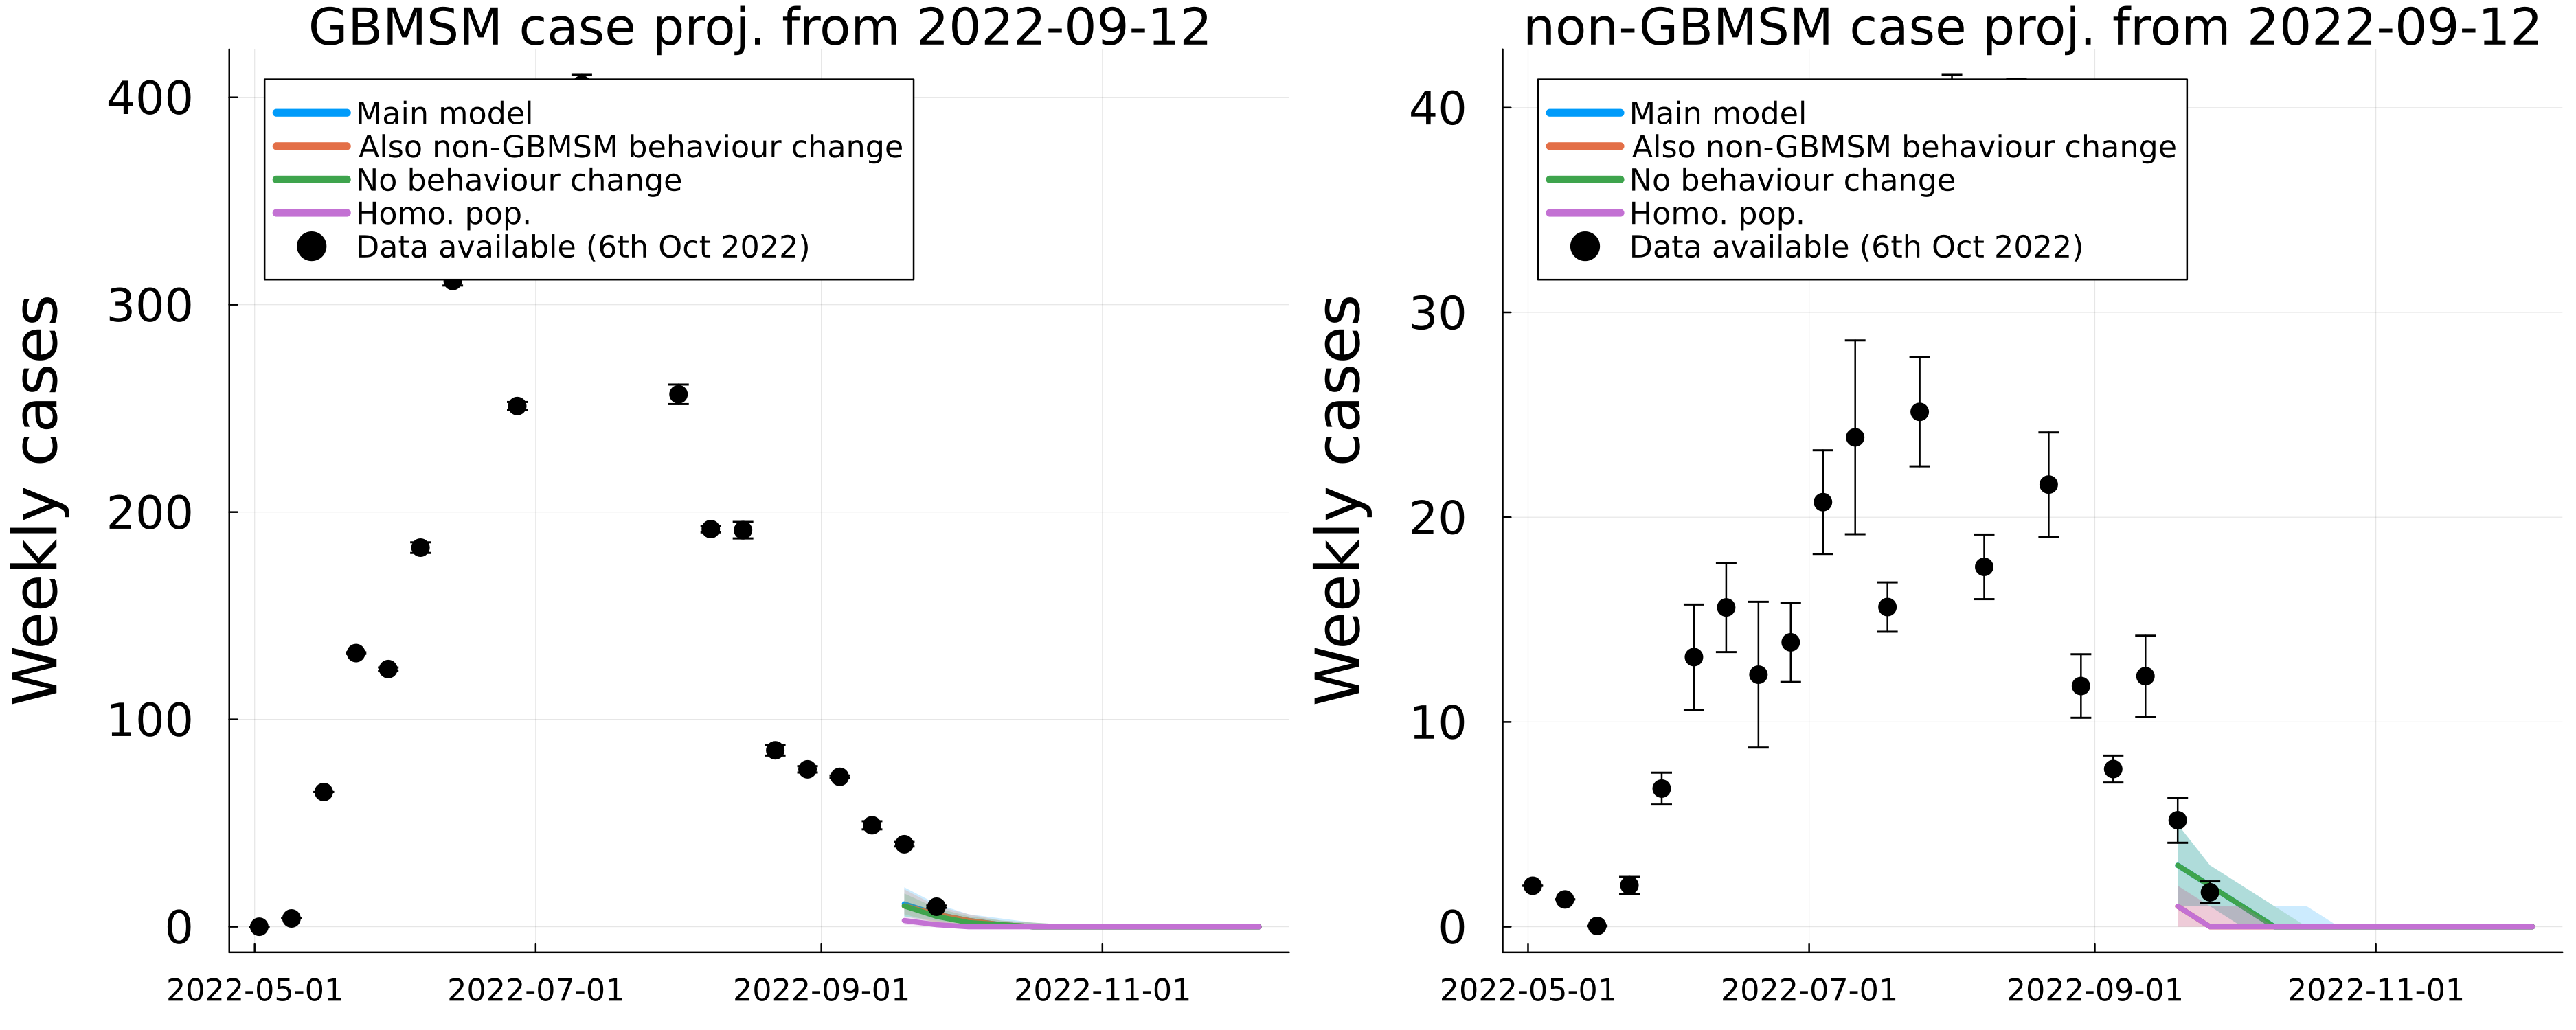 GBMSM case proj. from 2022-09-12
Weekly cases
400
300
200
100
0
Main model
Also non-GBMSM behaviour change
No behaviour change
Homo. pop.
Data available (6th Oct 2022)
2022-05-01
2022-07-01
2022-09-01
2022-11-01
non-GBMSM case proj. from 2022-09-12
Weekly cases
40
30
20
10
0
Main model
Also non-GBMSM behaviour change
No behaviour change
Homo. pop.
Data available (6th Oct 2022)
2022-05-01
2022-07-01
2022-09-01
2022-11-01